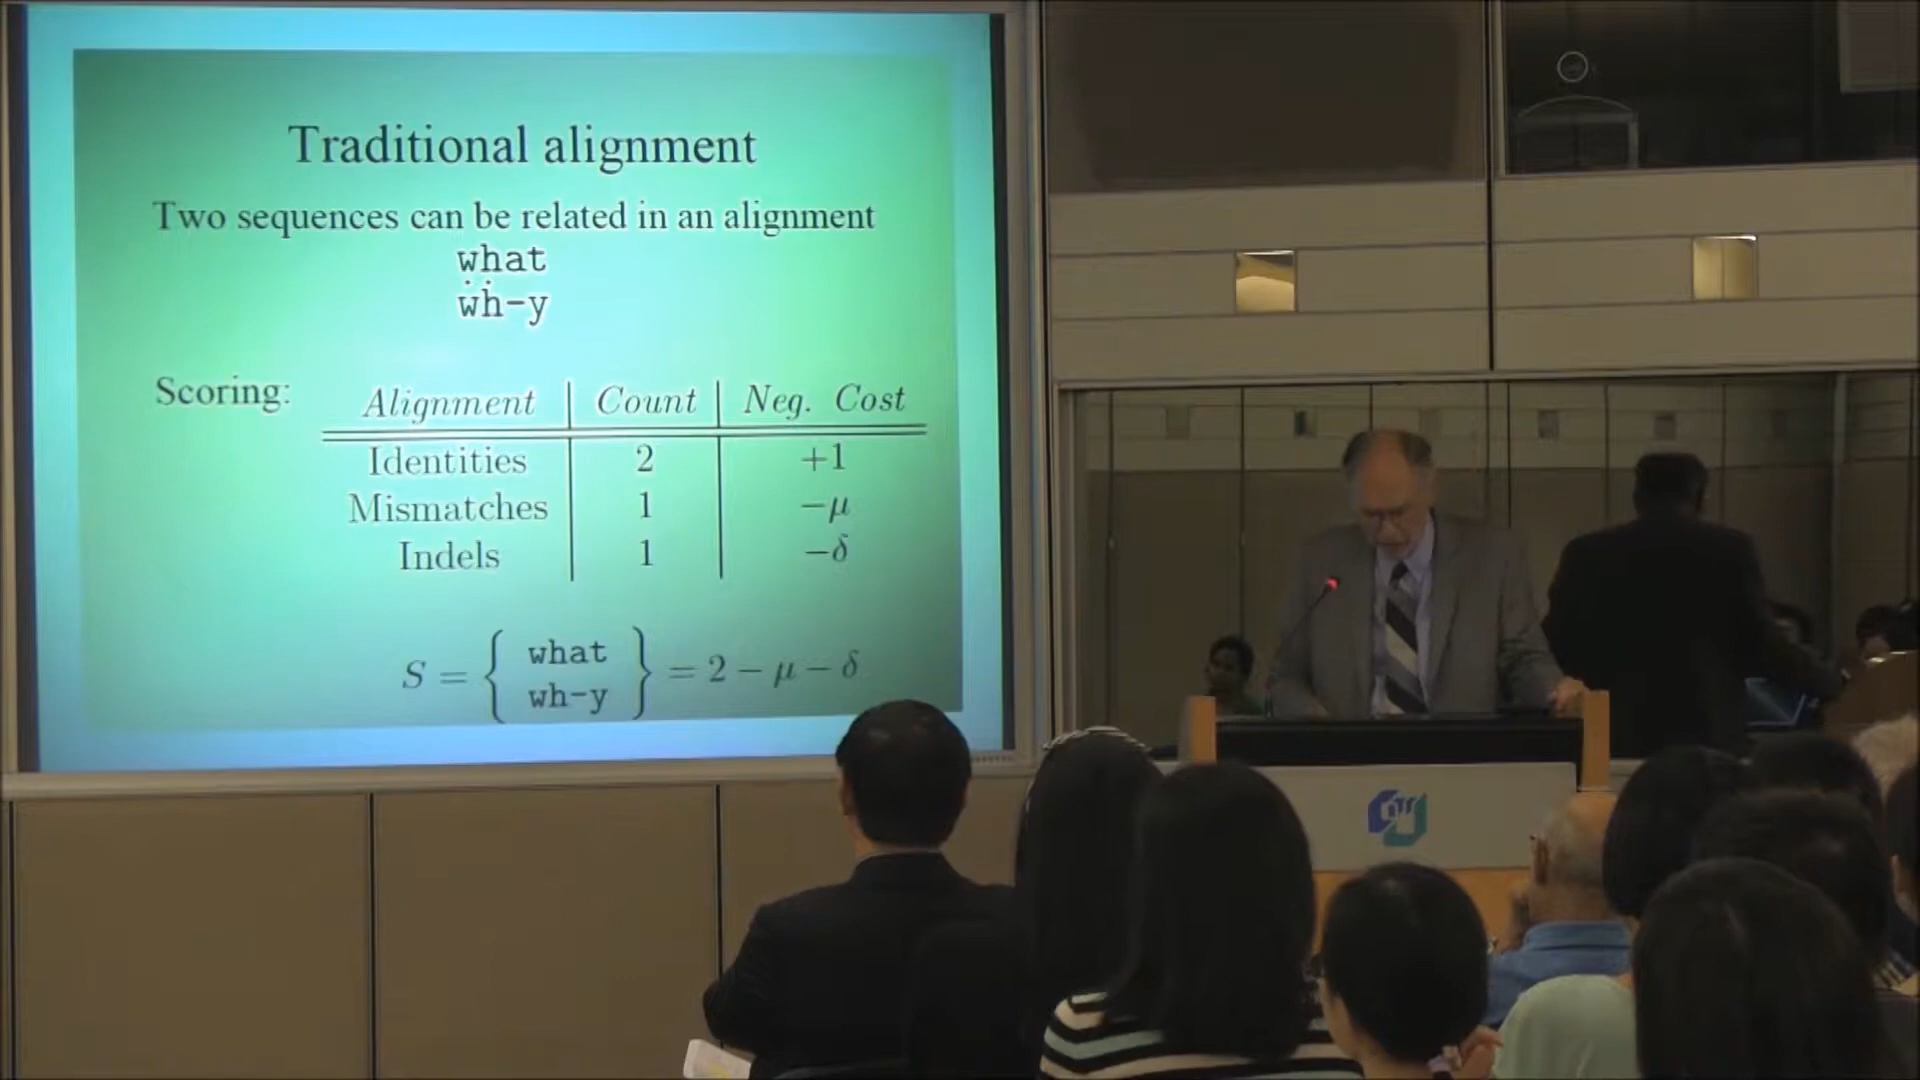 Traditional alignment
Two sequences can be related in an alignment
what
wh-y
Scoring:
Alignment | Count | Neg. Cost
Identities | 2 | +1
Mismatches | 1 | −μ
Indels | 1 | −δ
S = { what
wh-y } = 2 − μ − δ